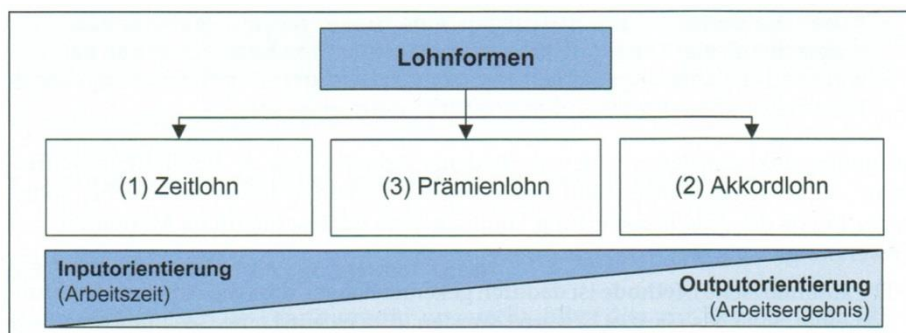 Lohnformen
(1) Zeitlohn
(3) Prämienlohn
(2) Akkordlohn
Inputorientierung
(Arbeitszeit)
Outputorientierung
(Arbeitsergebnis)